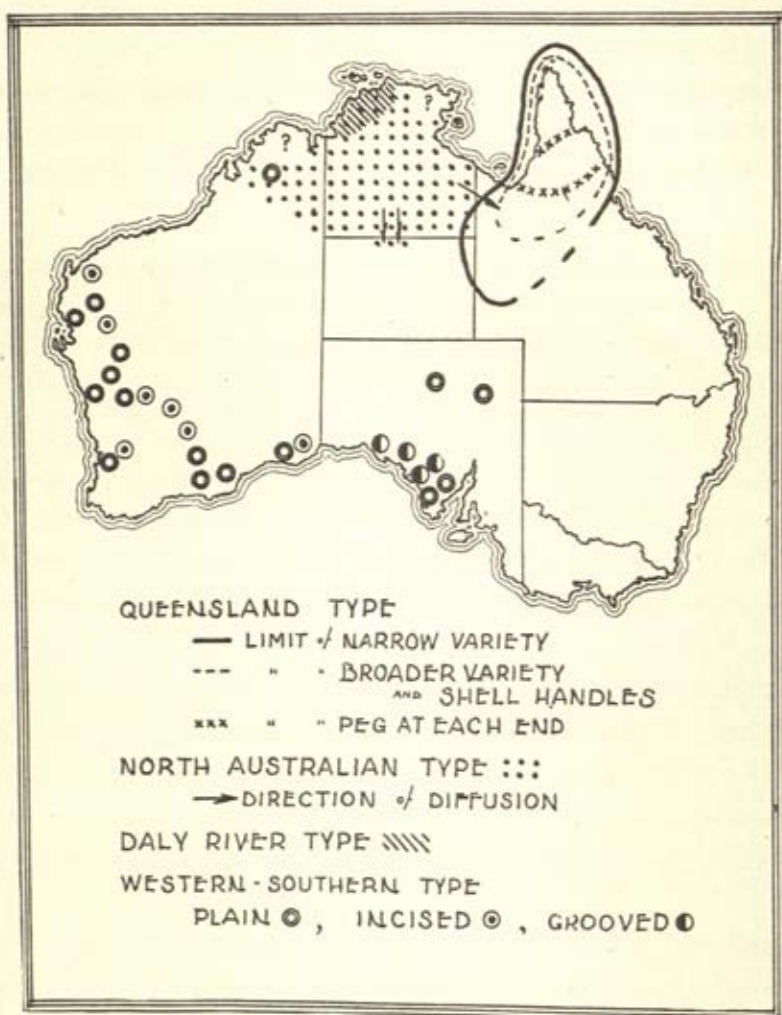 ?
?
QUEENSLAND TYPE
LIMIT of NARROW VARIETY
" " BROADER VARIETY
AND SHELL HANDLES
xxx " " PEG AT EACH END
NORTH AUSTRALIAN TYPE
DIRECTION of DIFFUSION
DALY RIVER TYPE
WESTERN-SOUTHERN TYPE
PLAIN , INCISED , GROOVED